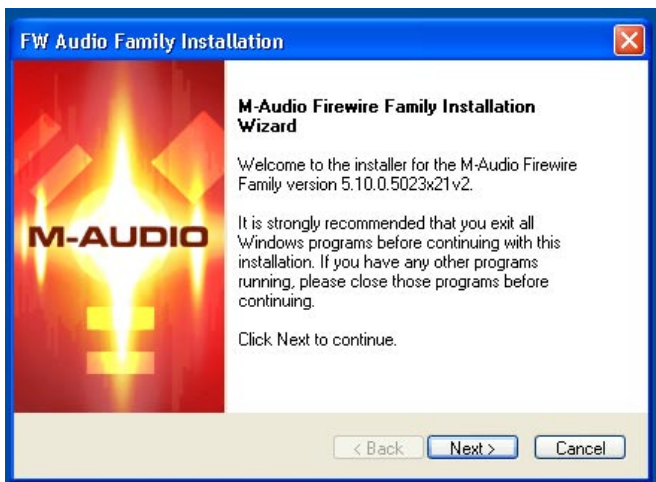 FW Audio Family Installation
M-Audio Firewire Family Installation
Wizard
Welcome to the installer for the M-Audio Firewire
Family version 5.10.0.5023x21v2.
M-AUDIO
It is strongly recommended that you exit all
Windows programs before continuing with this
installation. If you have any other programs
running, please close those programs before
continuing.
Click Next to continue.
< Back Next > Cancel